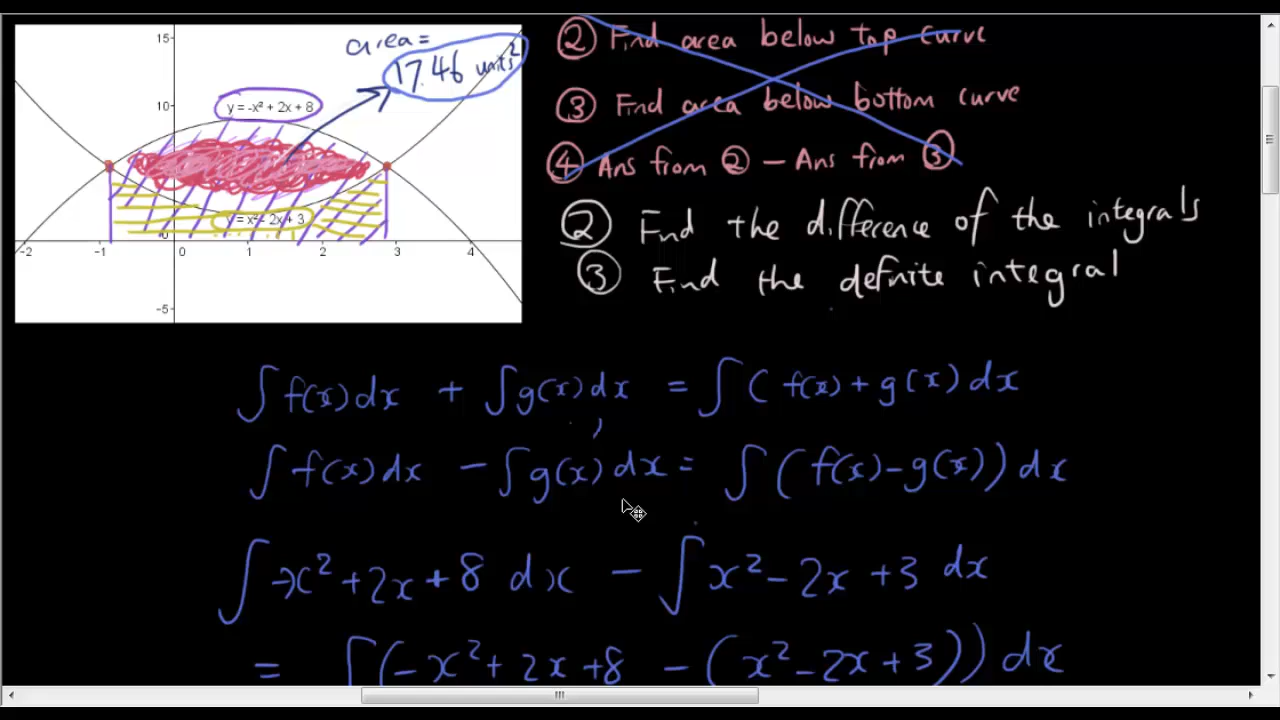 15
10
-5
-2 -1 0 1 2 3 4
area =
17.46 units²
y = -x² + 2x + 8
y = x² - 2x + 3
② Find area below top curve
③ Find area below bottom curve
④ Ans from ② — Ans from ③
② Find the difference of the integrals
③ Find the definite integral
∫ f(x) dx + ∫ g(x) dx = ∫ ( f(x) + g(x) dx
∫ f(x) dx - ∫ g(x) dx = ∫ ( f(x) - g(x) ) dx
∫ -x² + 2x + 8 dx - ∫ x² - 2x + 3 dx
= ∫ ( -x² + 2x + 8 - ( x² - 2x + 3 ) ) dx